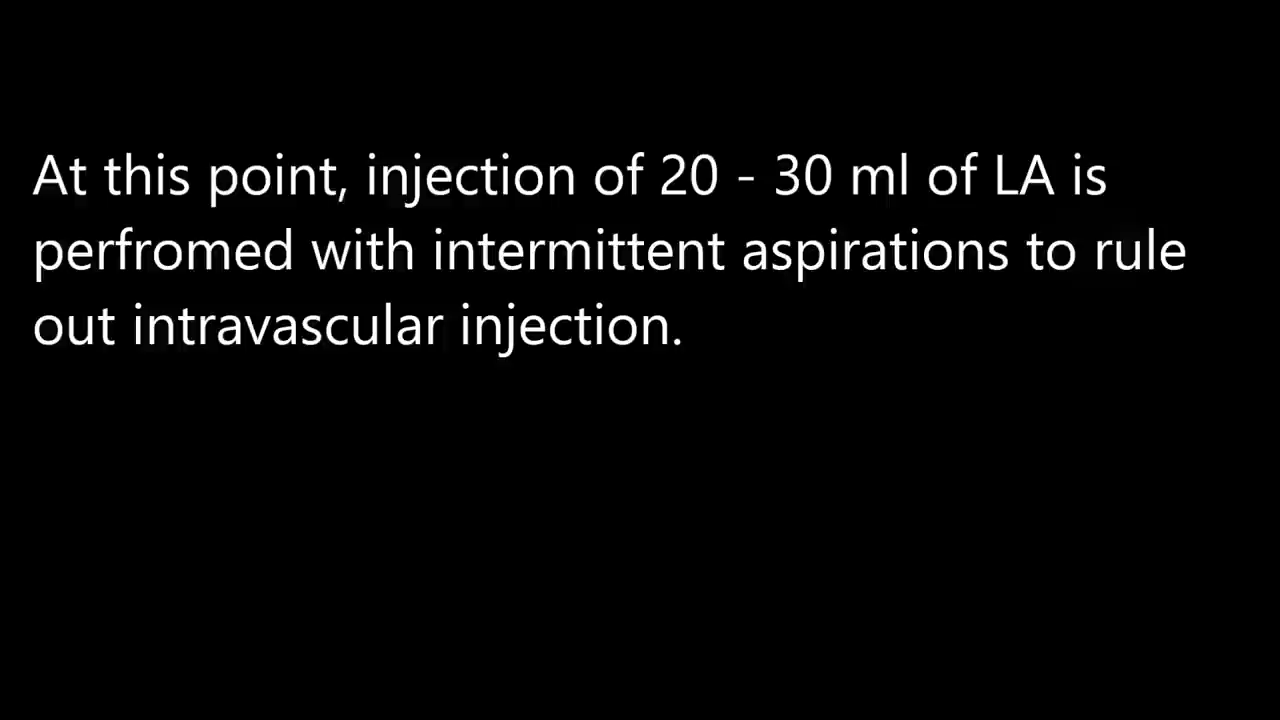 At this point, injection of 20 - 30 ml of LA is
perfromed with intermittent aspirations to rule
out intravascular injection.